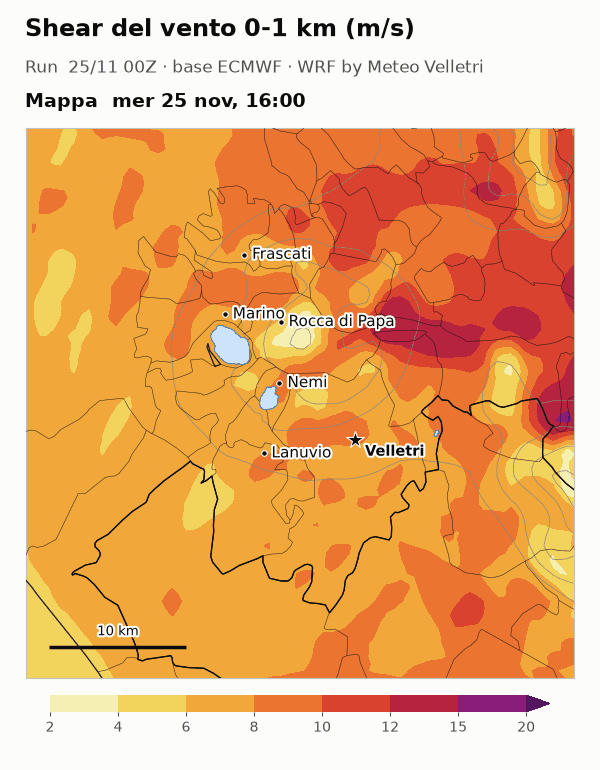 Shear del vento 0-1 km (m/s)
Run  25/11 00Z · base ECMWF · WRF by Meteo Velletri
Mappa  mer 25 nov, 16:00
Frascati
Marino
Rocca di Papa
Nemi
Velletri
Lanuvio
10 km
2 4 6 8 10 12 15 20